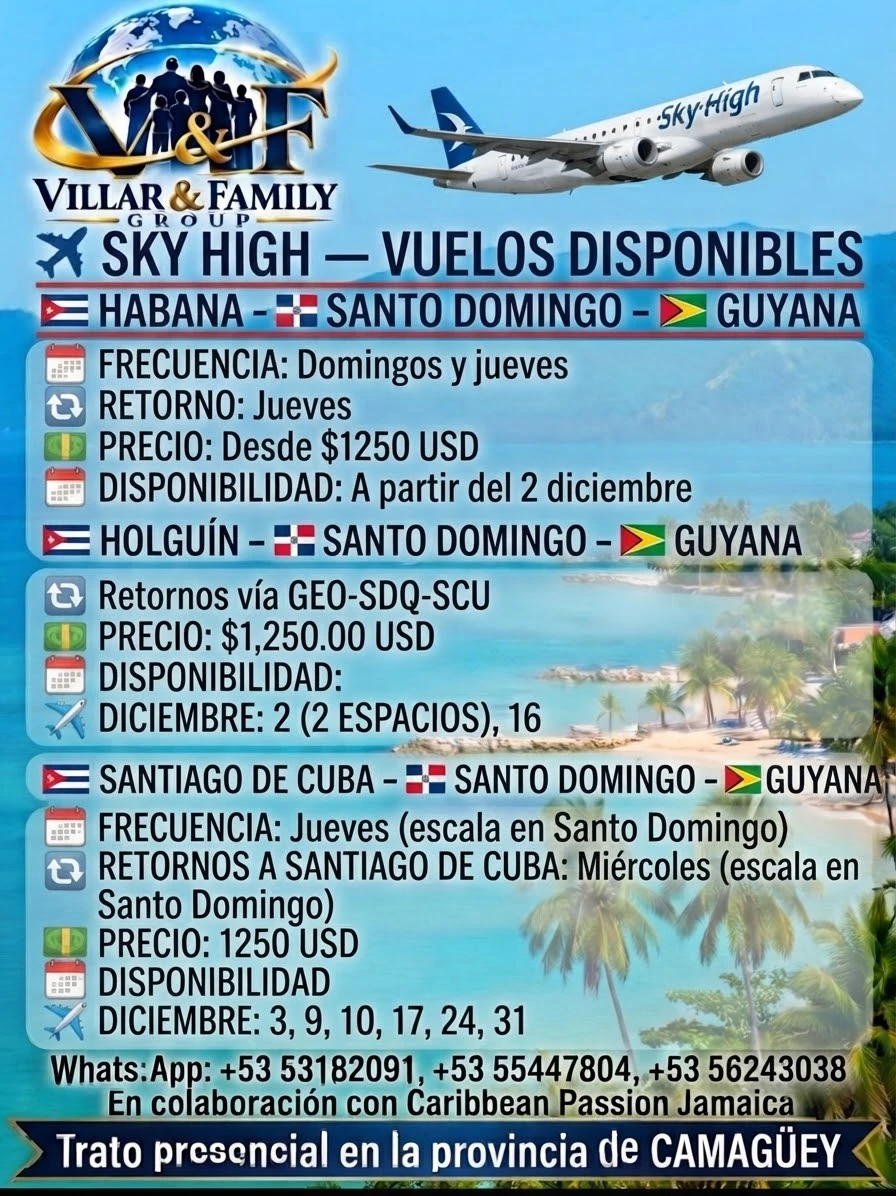 V&F
VILLAR & FAMILY
GROUP
Sky High
SKY HIGH — VUELOS DISPONIBLES
HABANA - SANTO DOMINGO - GUYANA
FRECUENCIA: Domingos y jueves
RETORNO: Jueves
PRECIO: Desde $1250 USD
DISPONIBILIDAD: A partir del 2 diciembre
HOLGUÍN - SANTO DOMINGO - GUYANA
Retornos vía GEO-SDQ-SCU
PRECIO: $1,250.00 USD
DISPONIBILIDAD:
DICIEMBRE: 2 (2 ESPACIOS), 16
SANTIAGO DE CUBA - SANTO DOMINGO - GUYANA
FRECUENCIA: Jueves (escala en Santo Domingo)
RETORNOS A SANTIAGO DE CUBA: Miércoles (escala en
Santo Domingo)
PRECIO: 1250 USD
DISPONIBILIDAD
DICIEMBRE: 3, 9, 10, 17, 24, 31
Whats:App: +53 53182091, +53 55447804, +53 56243038
En colaboración con Caribbean Passion Jamaica
Trato presencial en la provincia de CAMAGÜEY